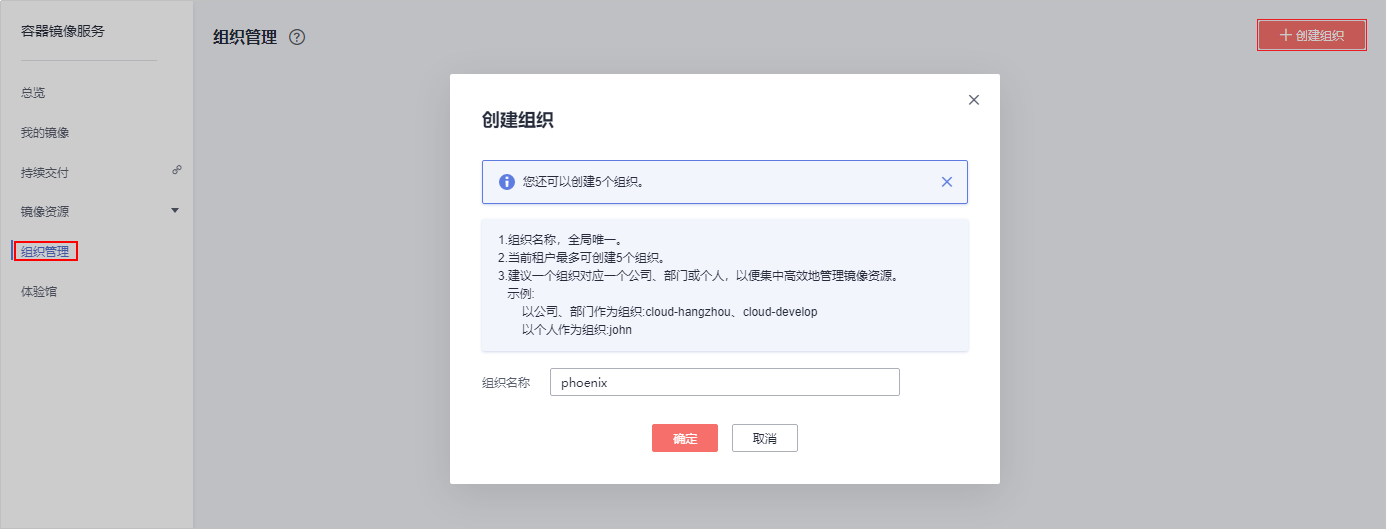 容器镜像服务
总览
我的镜像
持续交付
镜像资源
组织管理
体验馆
组织管理 ?
创建组织
创建组织
您还可以创建5个组织。
1.组织名称，全局唯一。
2.当前租户最多可创建5个组织。
3.建议一个组织对应一个公司、部门或个人，以便集中高效地管理镜像资源。
示例:
以公司、部门作为组织:cloud-hangzhou、cloud-develop
以个人作为组织:john
组织名称 phoenix
确定 取消